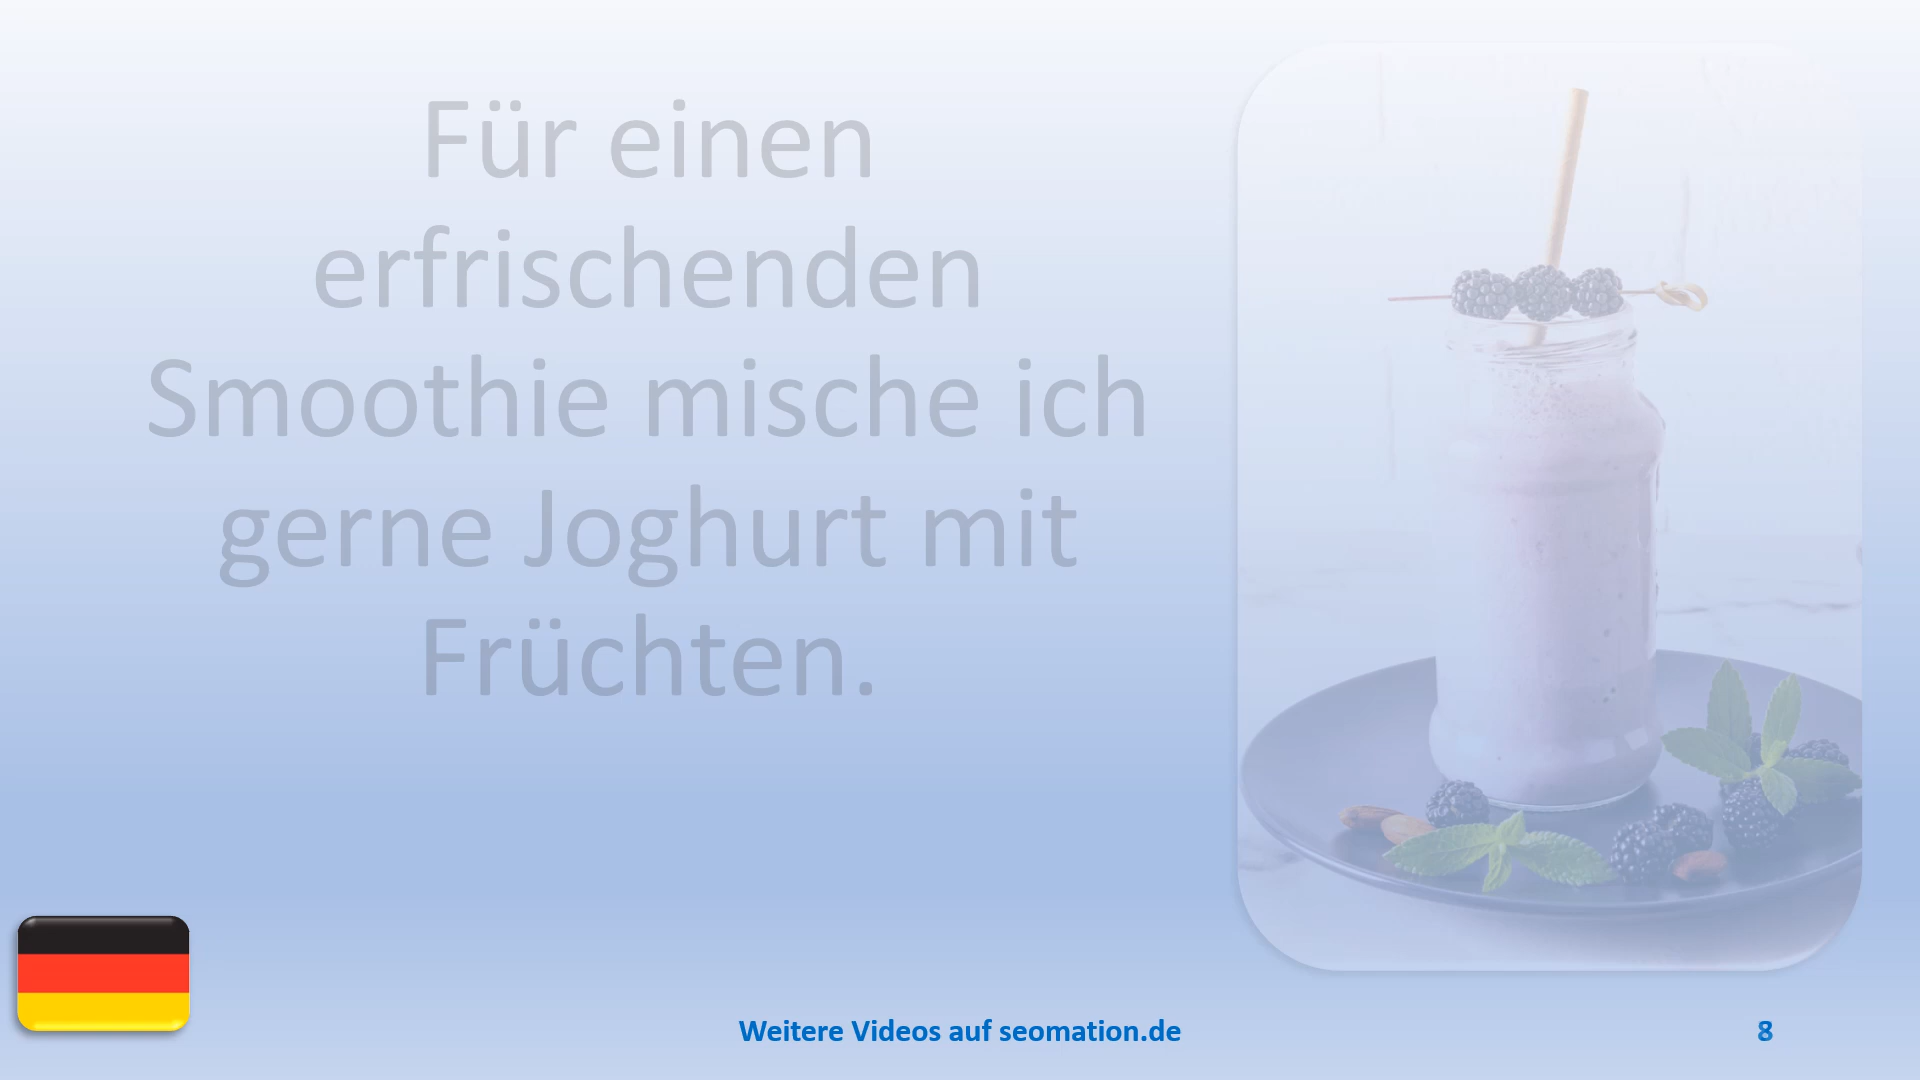 Für einen
erfrischenden
Smoothie mische ich
gerne Joghurt mit
Früchten.
Weitere Videos auf seomation.de
8